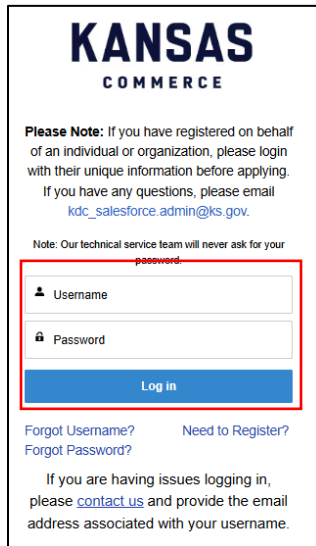 KANSAS
COMMERCE
Please Note: If you have registered on behalf
of an individual or organization, please login
with their unique information before applying.
If you have any questions, please email
kdc_salesforce.admin@ks.gov.
Note: Our technical service team will never ask for your
password.
Username
Password
Log in
Forgot Username? Need to Register?
Forgot Password?
If you are having
issues logging in,
please contact us and provide the email
address associated with your username.